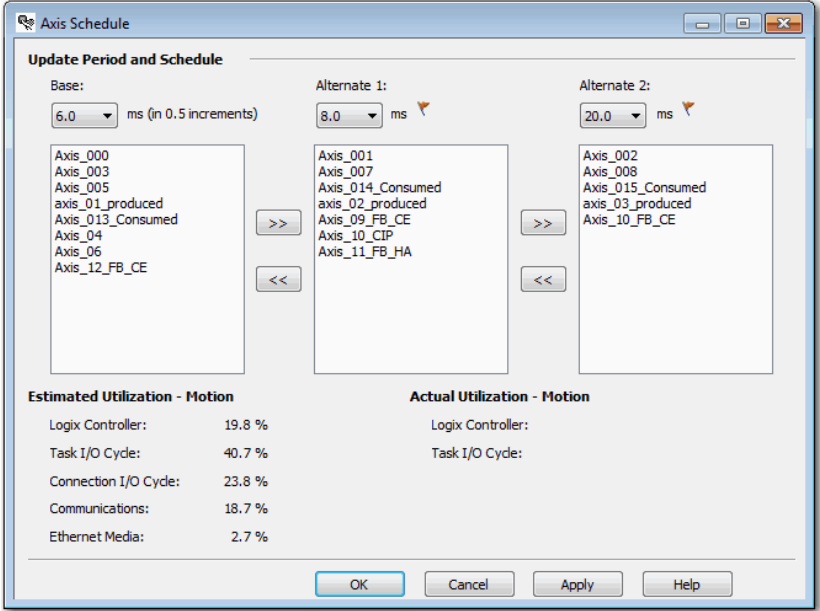 Axis Schedule
Update Period and Schedule
Base:
6.0 ms (in 0.5 increments)
Axis_000
Axis_003
Axis_005
axis_01_produced
Axis_013_Consumed
Axis_04
Axis_06
Axis_12_FB_CE
>>
<<
Alternate 1:
8.0 ms
Axis_001
Axis_007
Axis_014_Consumed
axis_02_produced
Axis_09_FB_CE
Axis_10_CIP
Axis_11_FB_HA
>>
<<
Alternate 2:
20.0 ms
Axis_002
Axis_008
Axis_015_Consumed
axis_03_produced
Axis_10_FB_CE
Estimated Utilization - Motion
Logix Controller: 19.8 %
Task I/O Cycle: 40.7 %
Connection I/O Cycle: 23.8 %
Communications: 18.7 %
Ethernet Media: 2.7 %
Actual Utilization - Motion
Logix Controller:
Task I/O Cycle:
OK Cancel Apply Help